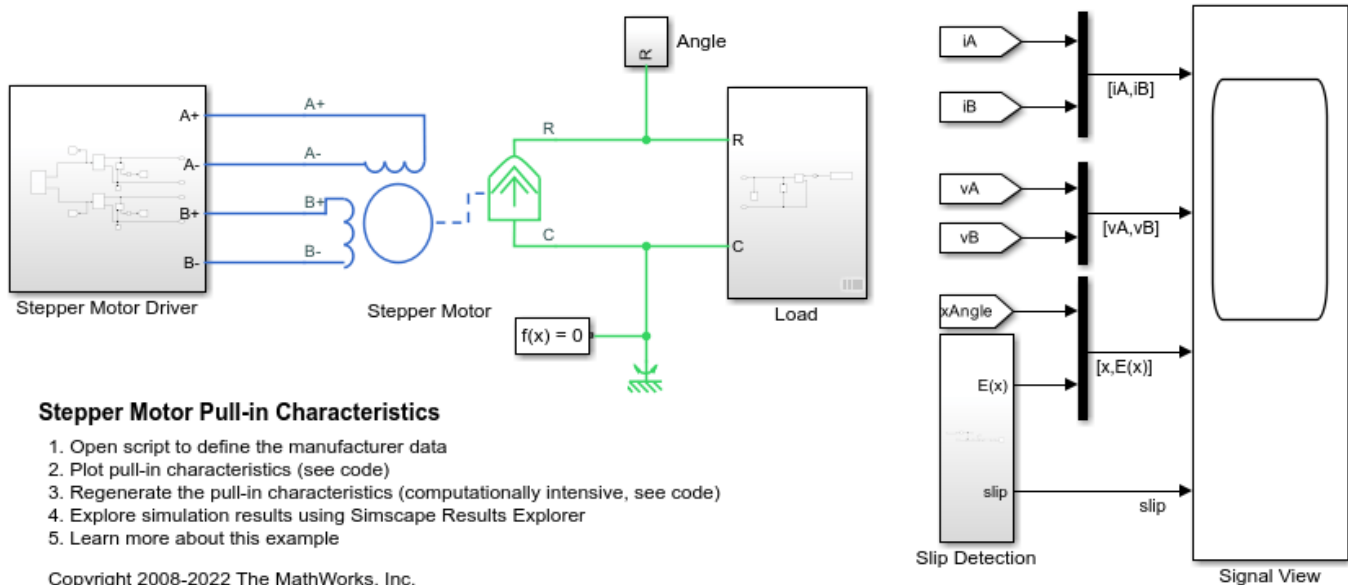 Angle
R
A+
A-
B+
B-
Stepper Motor Driver
A+
A-
B+
B-
Stepper Motor
R
C
R
C
Load
f(x) = 0
iA
iB
[iA,iB]
vA
vB
[vA,vB]
xAngle
E(x)
[x,E(x)]
slip
slip
Slip Detection
Signal View
Stepper Motor Pull-in Characteristics
1. Open script to define the manufacturer data
2. Plot pull-in characteristics (see code)
3. Regenerate the pull-in characteristics (computationally intensive, see code)
4. Explore simulation results using Simscape Results Explorer
5. Learn more about this example
Copyright 2008-2022 The MathWorks, Inc.